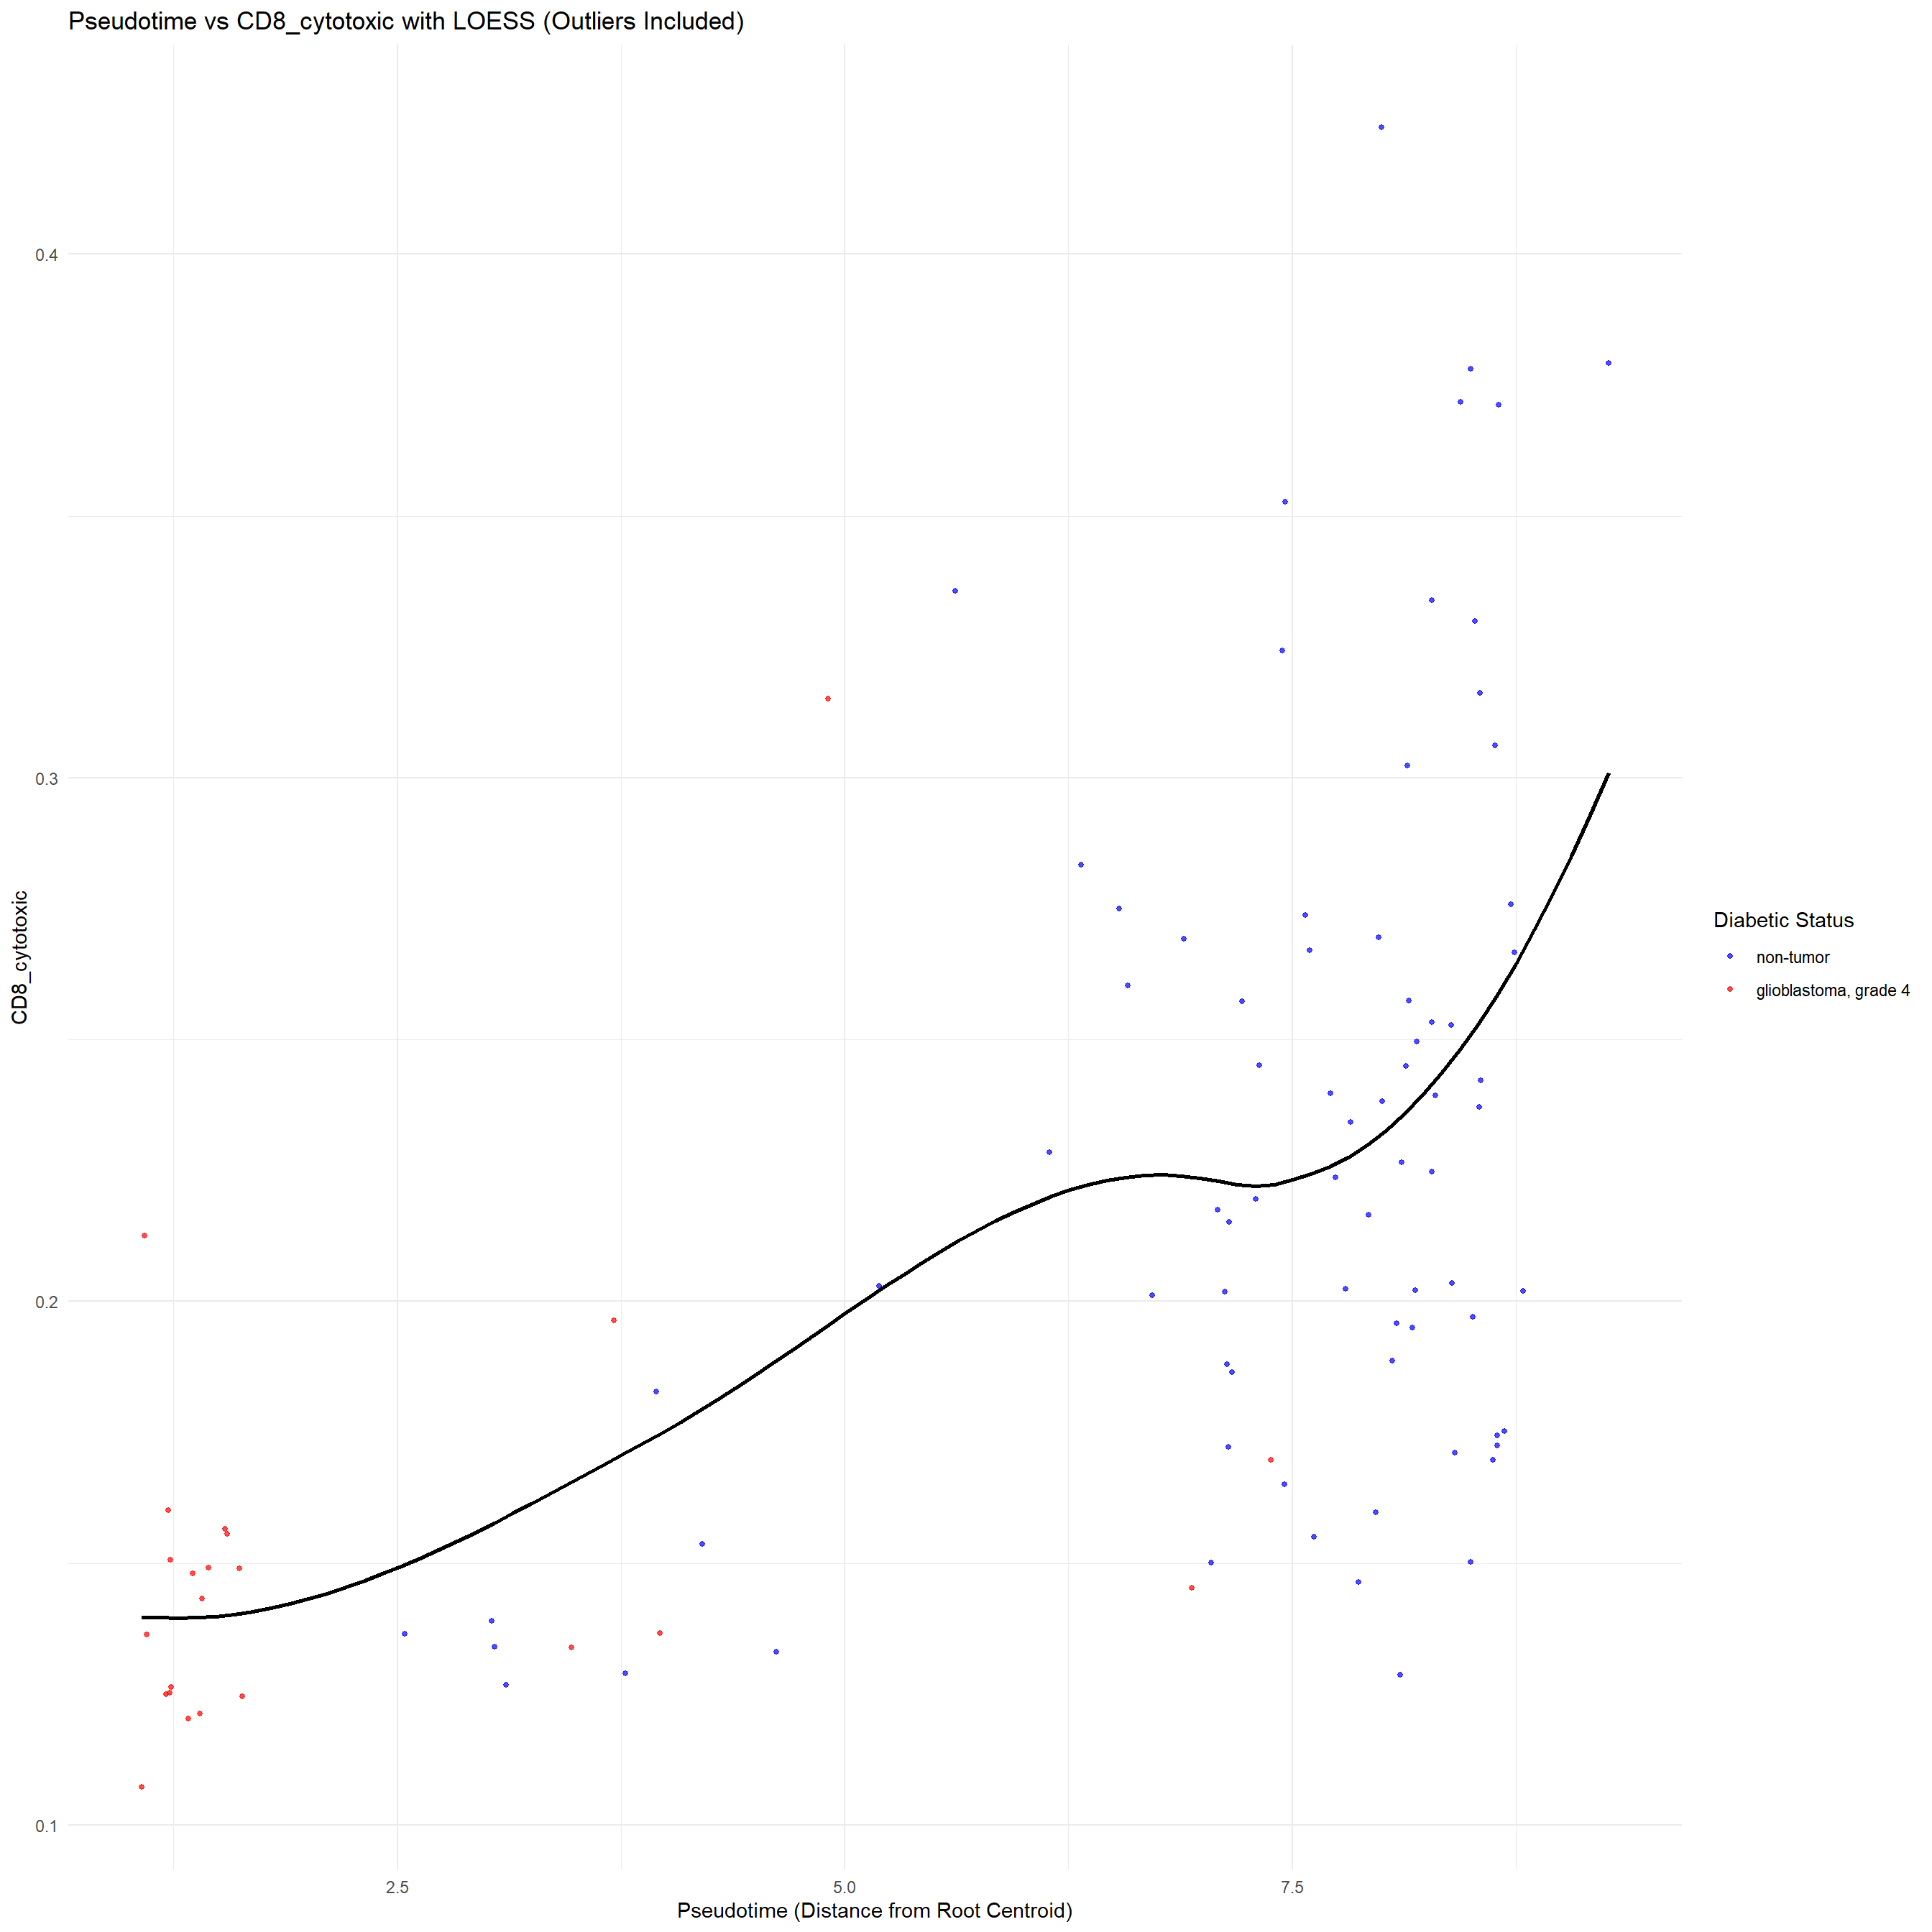 Pseudotime vs CD8_cytotoxic with LOESS (Outliers Included)
0.4
0.3
0.2
0.1
CD8_cytotoxic
2.5
5.0
7.5
Pseudotime (Distance from Root Centroid)
Diabetic Status
non-tumor
glioblastoma, grade 4